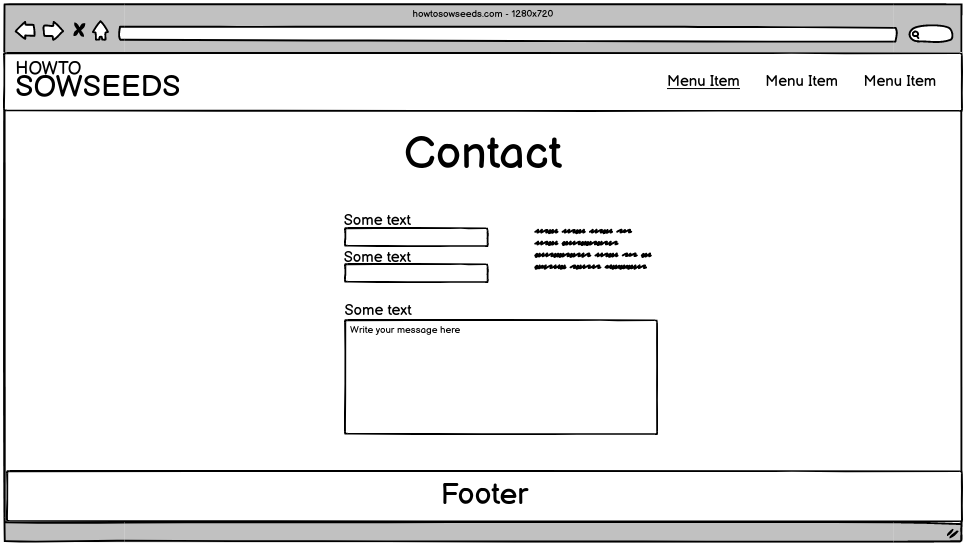 howtosowseeds.com - 1280x720
HOWTO
SOWSEEDS
Menu Item Menu Item Menu Item
Contact
Some text
Some text
Some text
Write your message here
Footer